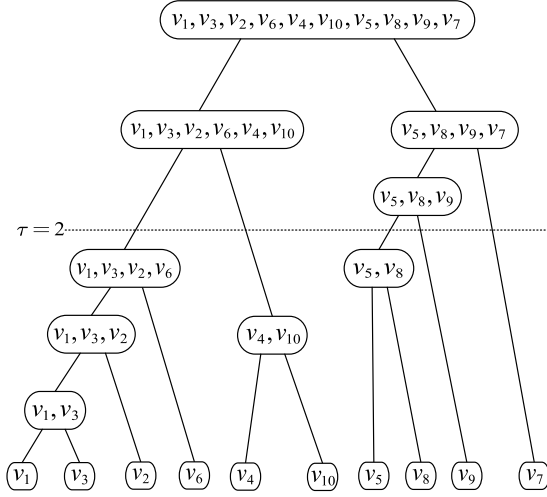 v₁, v₃, v₂, v₆, v₄, v₁₀, v₅, v₈, v₉, v₇
v₁, v₃, v₂, v₆, v₄, v₁₀
v₅, v₈, v₉, v₇
v₅, v₈, v₉
τ = 2
v₁, v₃, v₂, v₆
v₅, v₈
v₁, v₃, v₂
v₄, v₁₀
v₁, v₃
v₁ v₃ v₂ v₆ v₄ v₁₀ v₅ v₈ v₉ v₇